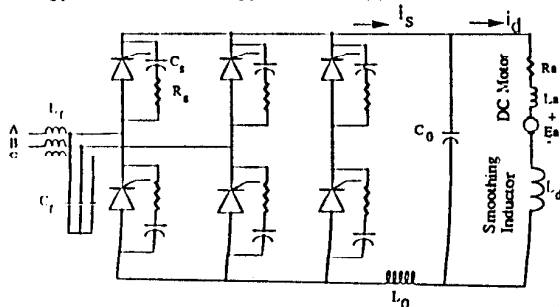 I_s
i_d
C_s
R_s
Ra
La
+
Ea
-
DC Motor
C_0
L_f
A
B
C
C_f
Smoothing
Inductor
L_d
L_0